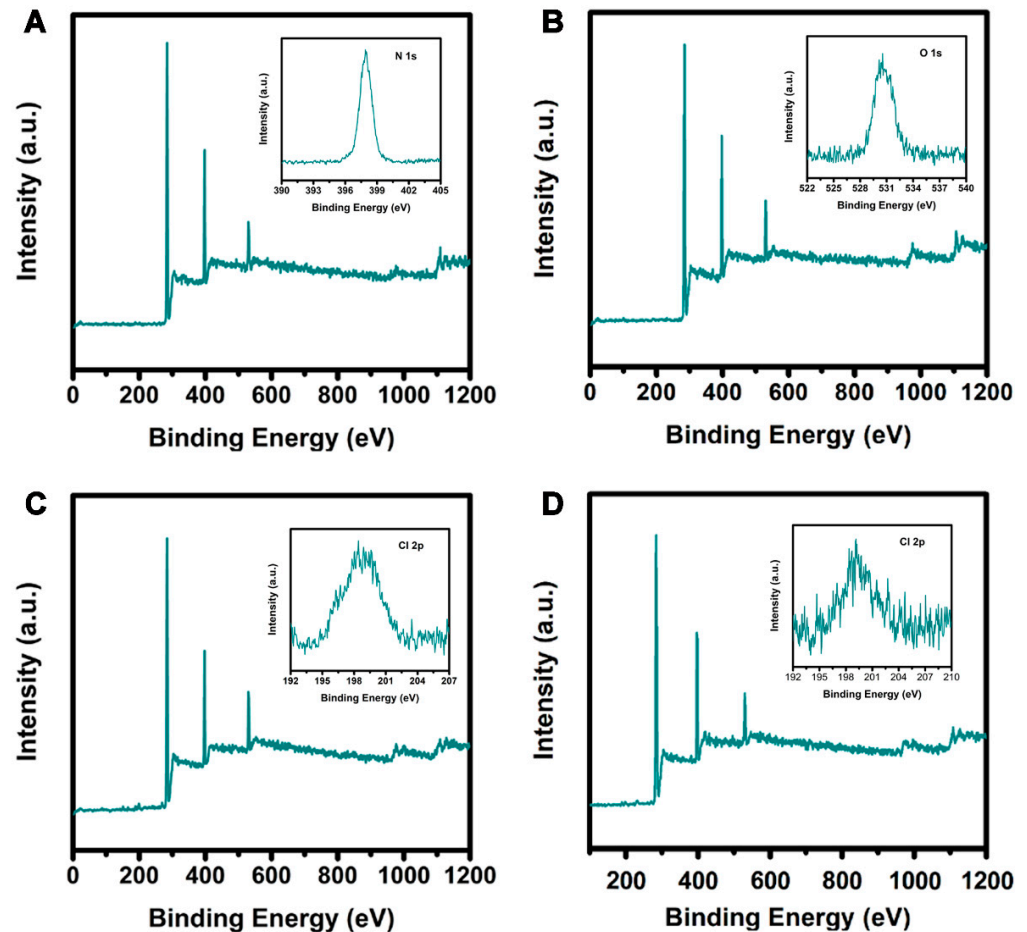 A
N 1s
Intensity (a.u.)
390 393 396 399 402 405
Binding Energy (eV)
Intensity (a.u.)
0 200 400 600 800 1000 1200
Binding Energy (eV)
B
O 1s
Intensity (a.u.)
522 525 528 531 534 537 540
Binding Energy (eV)
Intensity (a.u.)
0 200 400 600 800 1000 1200
Binding Energy (eV)
C
Cl 2p
Intensity (a.u.)
192 195 198 201 204 207
Binding Energy (eV)
Intensity (a.u.)
0 200 400 600 800 1000 1200
Binding Energy (eV)
D
Cl 2p
Intensity (a.u.)
192 195 198 201 204 207 210
Binding Energy (eV)
Intensity (a.u.)
200 400 600 800 1000 1200
Binding Energy (eV)